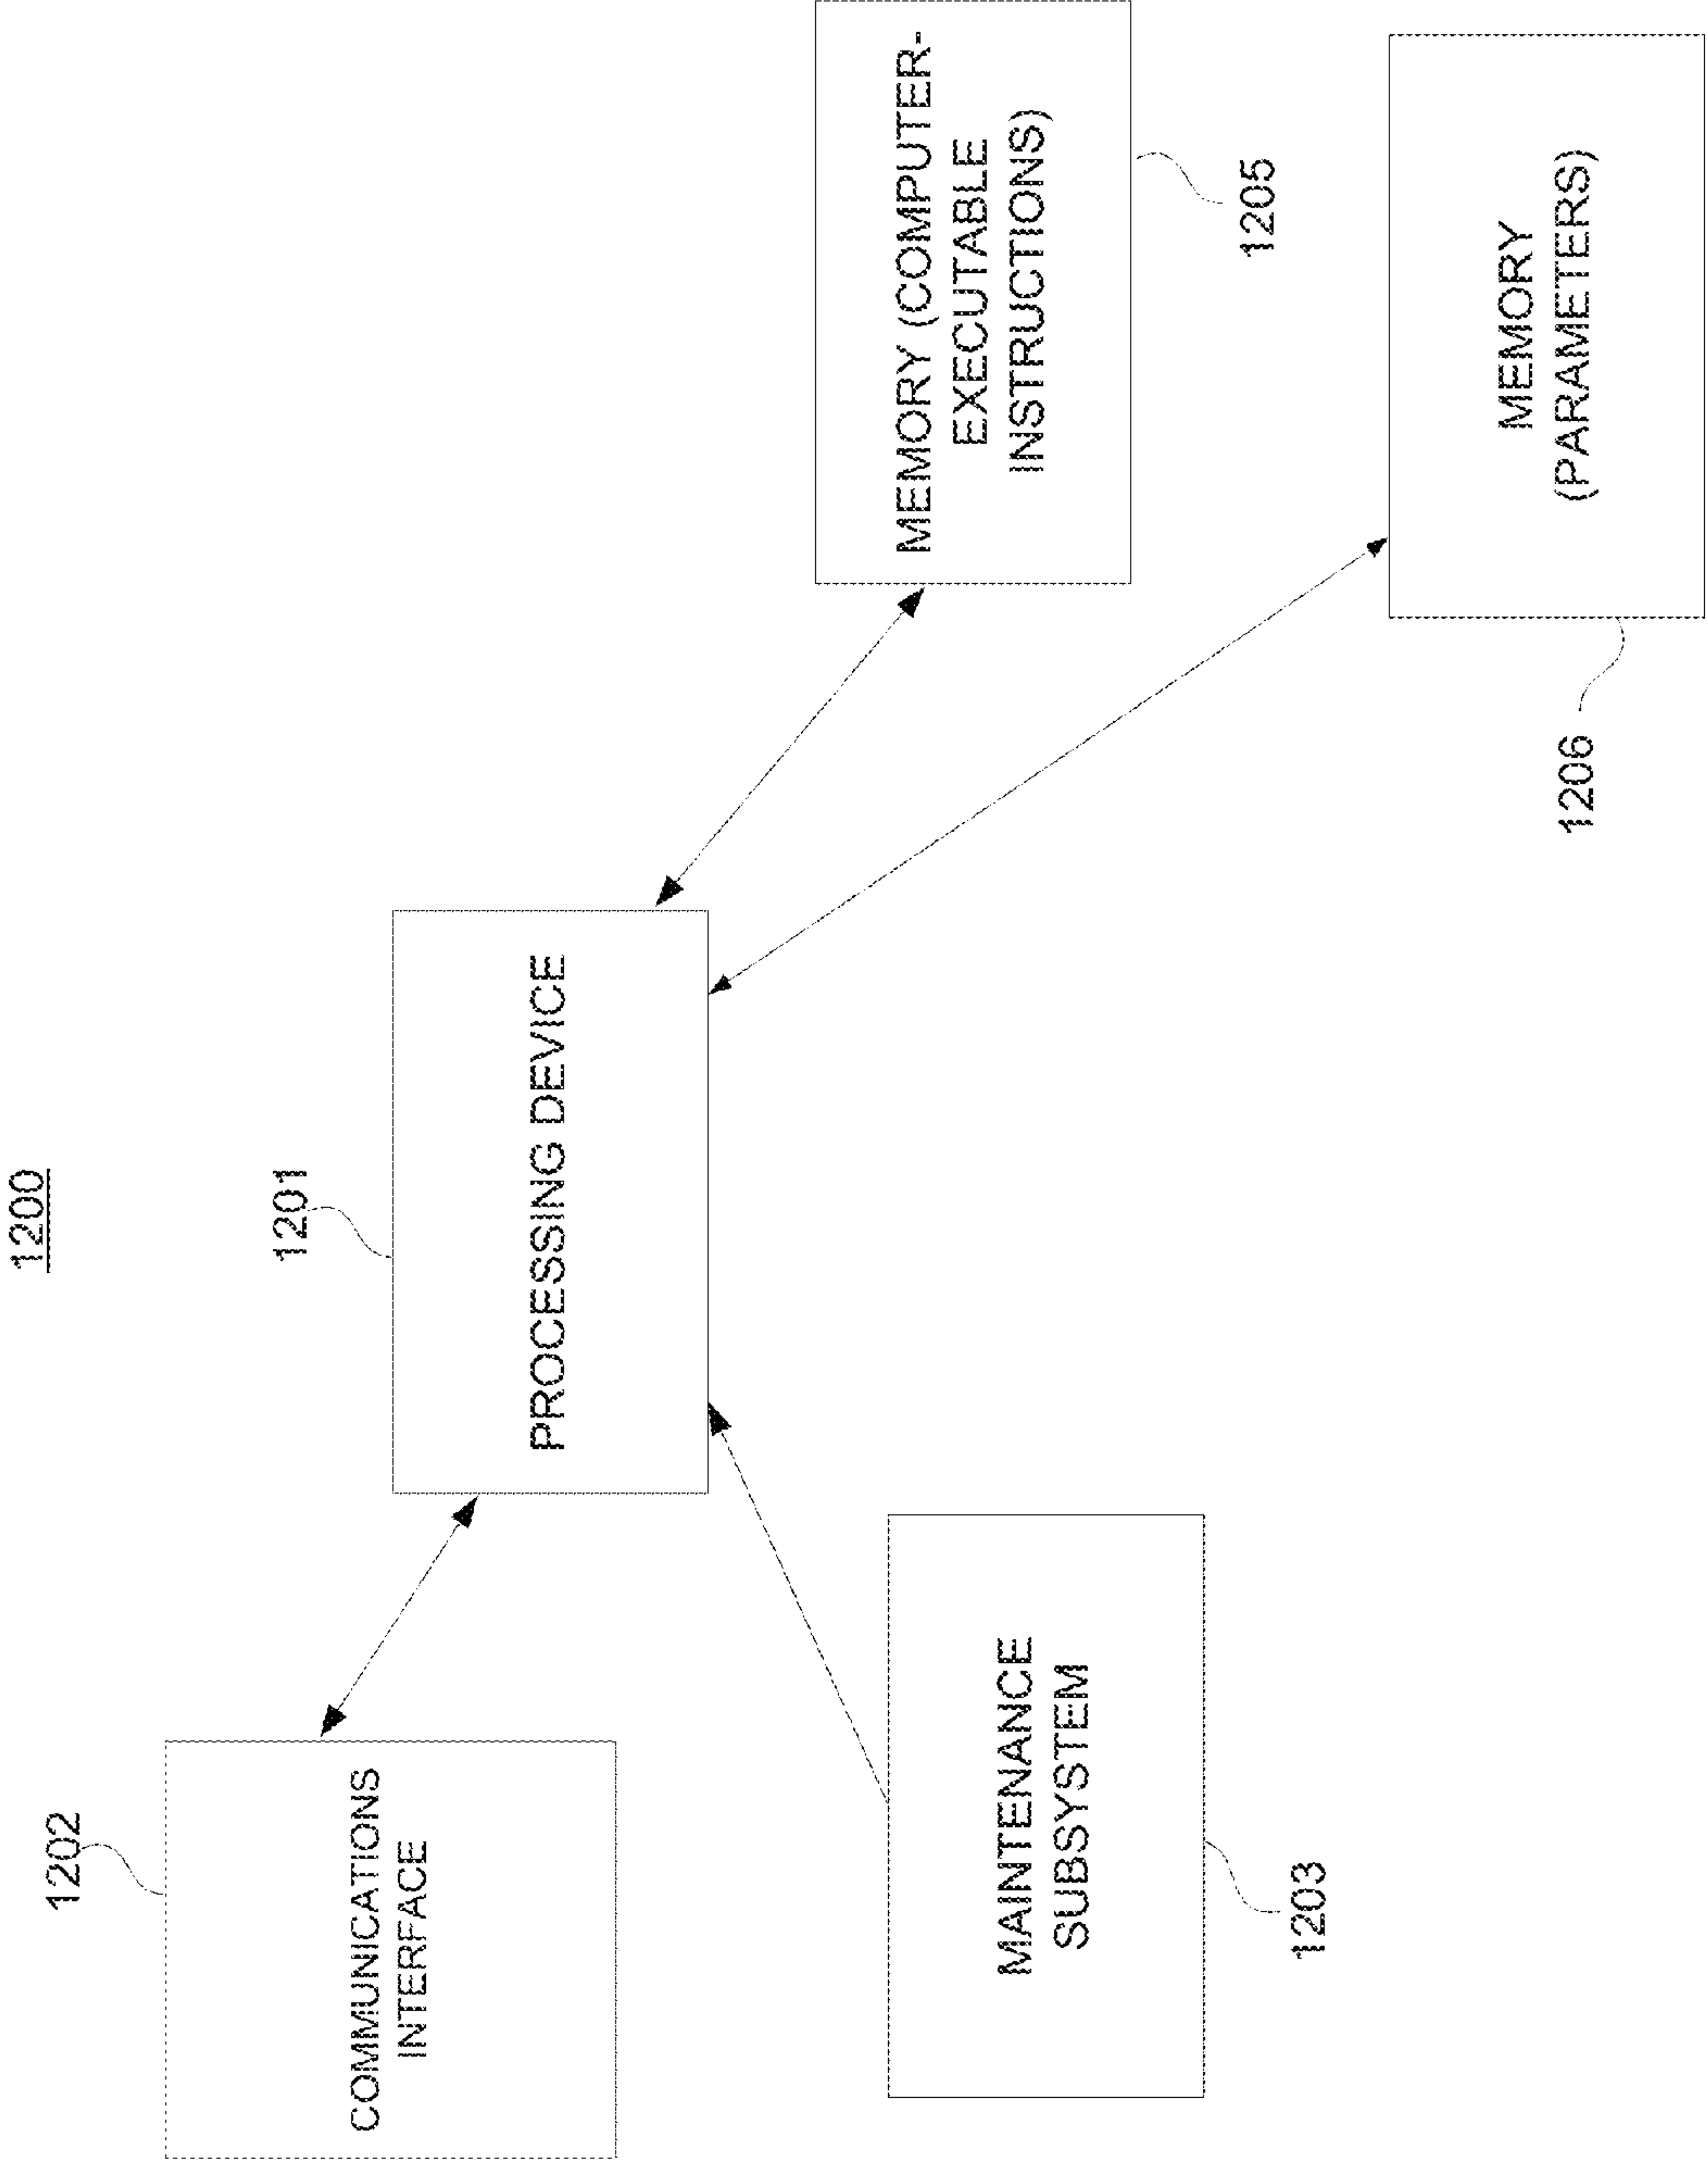 1200
1201
PROCESSING DEVICE
1202
COMMUNICATIONS
INTERFACE
MAINTENANCE
SUBSYSTEM
1203
MEMORY (COMPUTER-
EXECUTABLE
INSTRUCTIONS)
1205
MEMORY
(PARAMETERS)
1206